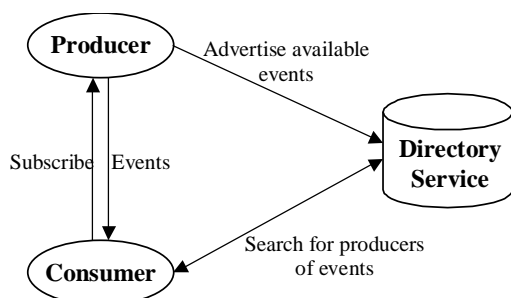 Producer
Advertise available
events
Subscribe
Events
Directory
Service
Search for producers
of events
Consumer